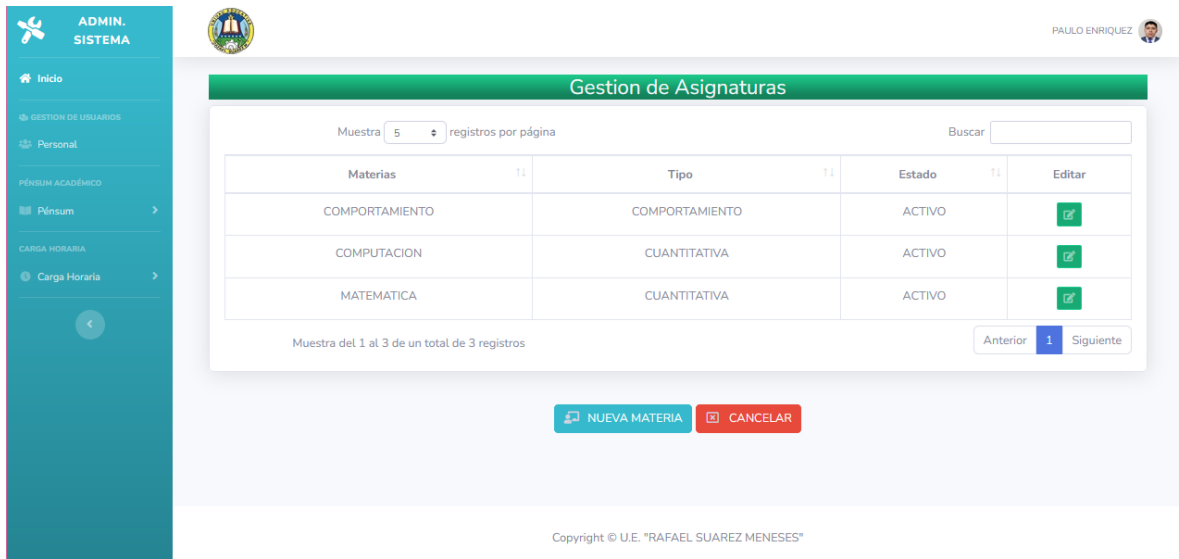 ADMIN.
SISTEMA
PAULO ENRIQUEZ
Inicio
GESTION DE USUARIOS
Personal
PÉNSUM ACADÉMICO
Pénsum
CARGA HORARIA
Carga Horaria
Gestion de Asignaturas
Muestra 5 registros por página
Buscar
Materias Tipo Estado Editar
COMPORTAMIENTO COMPORTAMIENTO ACTIVO
COMPUTACION CUANTITATIVA ACTIVO
MATEMATICA CUANTITATIVA ACTIVO
Muestra del 1 al 3 de un total de 3 registros
Anterior 1 Siguiente
NUEVA MATERIA CANCELAR
Copyright © U.E. "RAFAEL SUAREZ MENESES"